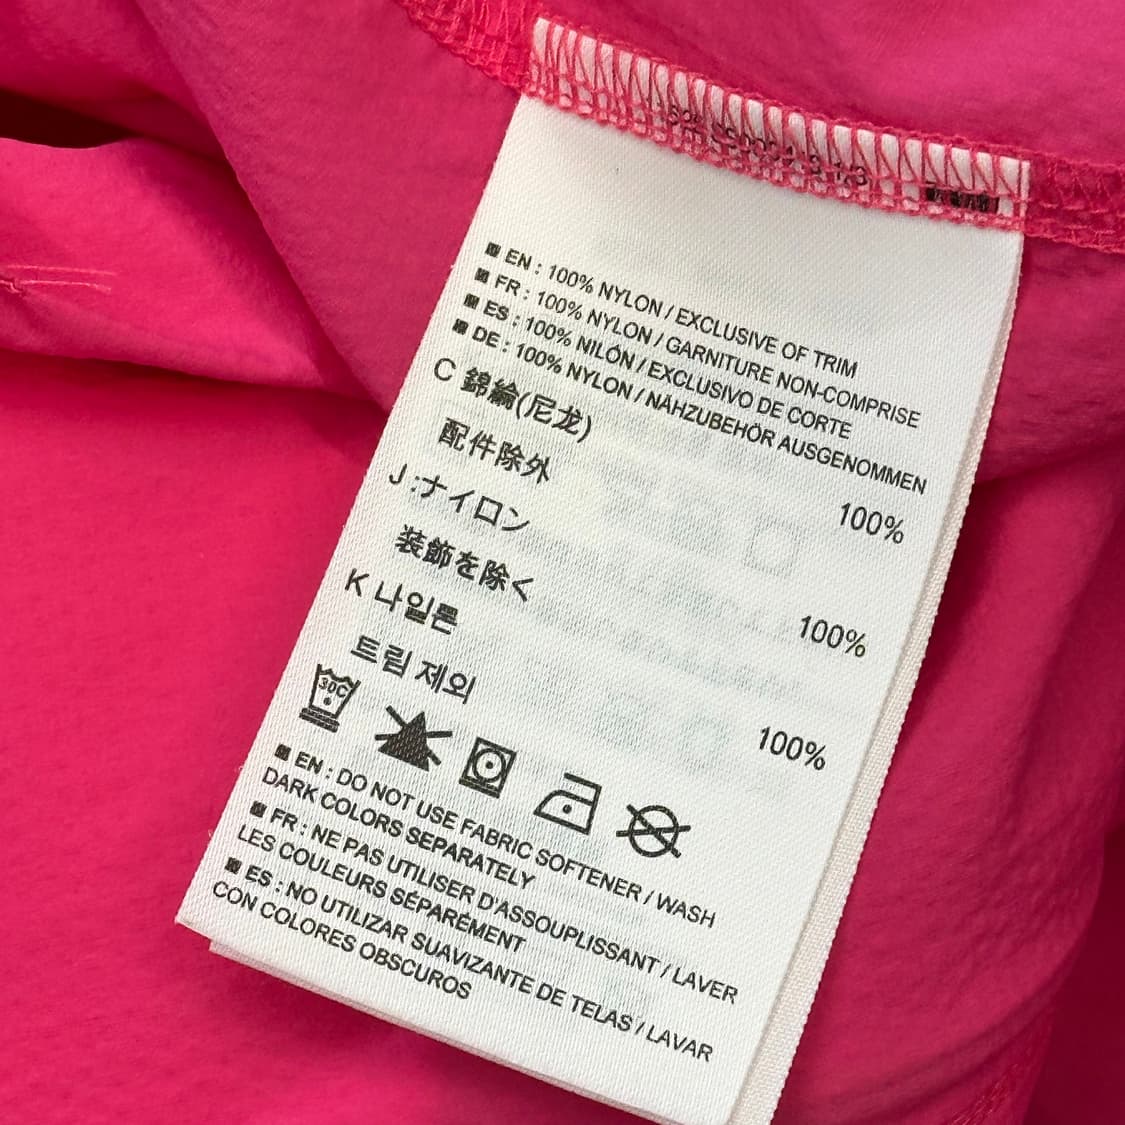 EN : 100% NYLON / EXCLUSIVE OF TRIM
FR : 100% NYLON / GARNITURE NON-COMPRISE
ES : 100% NILÓN / EXCLUSIVO DE CORTE
DE : 100% NYLON / NÄHZUBEHÖR AUSGENOMMEN
C 錦綸(尼龙) 100%
配件除外
J :ナイロン 100%
装飾を除く
K 나일론 100%
트림 제외
30C
EN : DO NOT USE FABRIC SOFTENER / WASH
DARK COLORS SEPARATELY
FR : NE PAS UTILISER D'ASSOUPLISSANT / LAVER
LES COULEURS SÉPARÉMENT
ES : NO UTILIZAR SUAVIZANTE DE TELAS / LAVAR
CON COLORES OBSCUROS